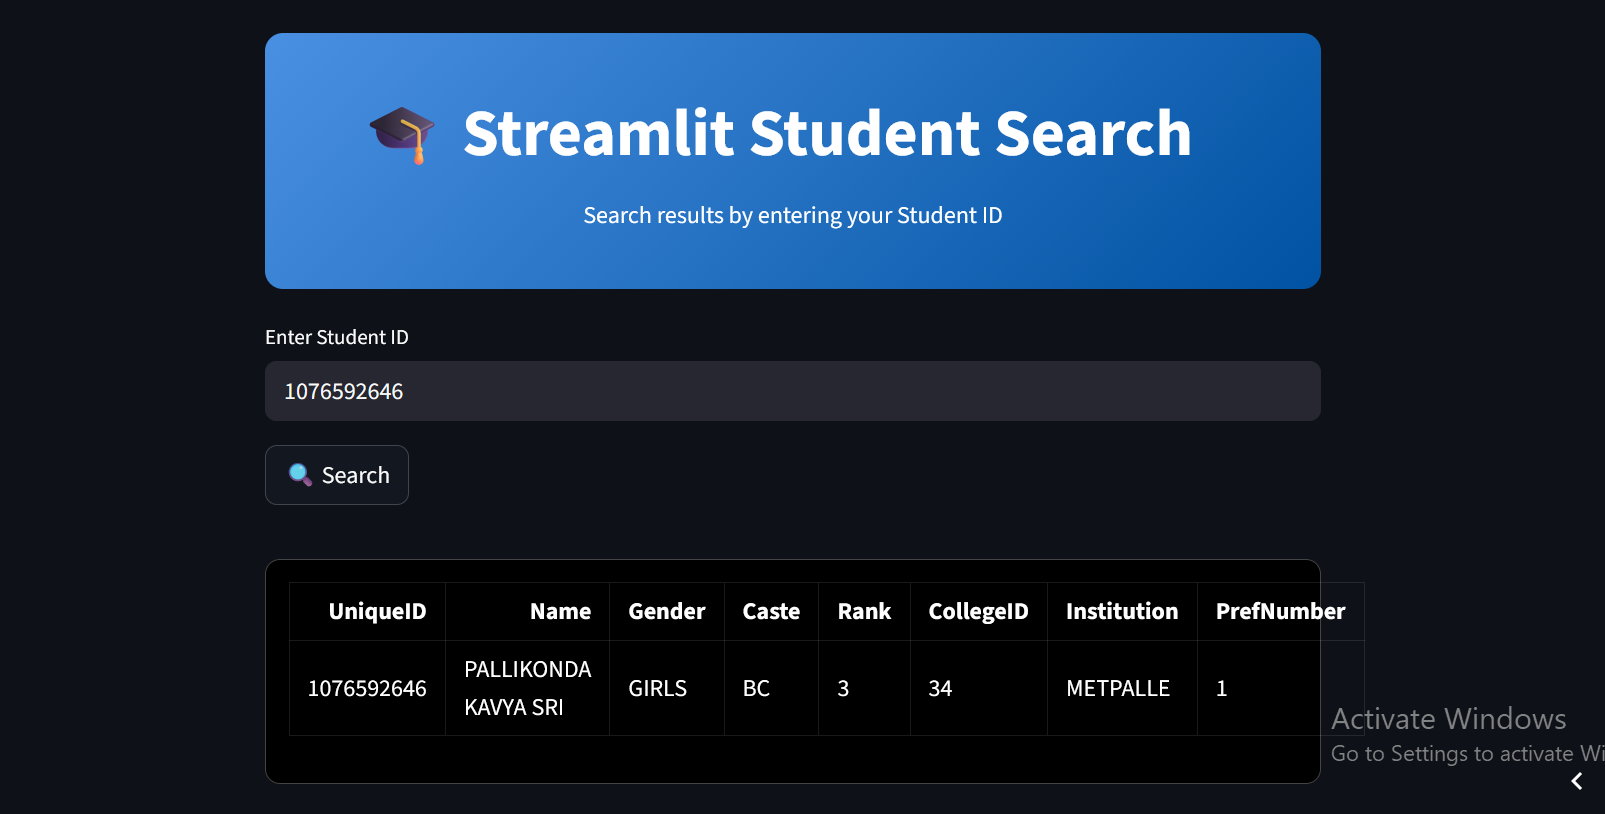 Streamlit Student Search
Search results by entering your Student ID
Enter Student ID
1076592646
Search
UniqueID Name Gender Caste Rank CollegeID Institution PrefNumber
1076592646 PALLIKONDA KAVYA SRI GIRLS BC 3 34 METPALLE 1
Activate Windows
Go to Settings to activate Wi